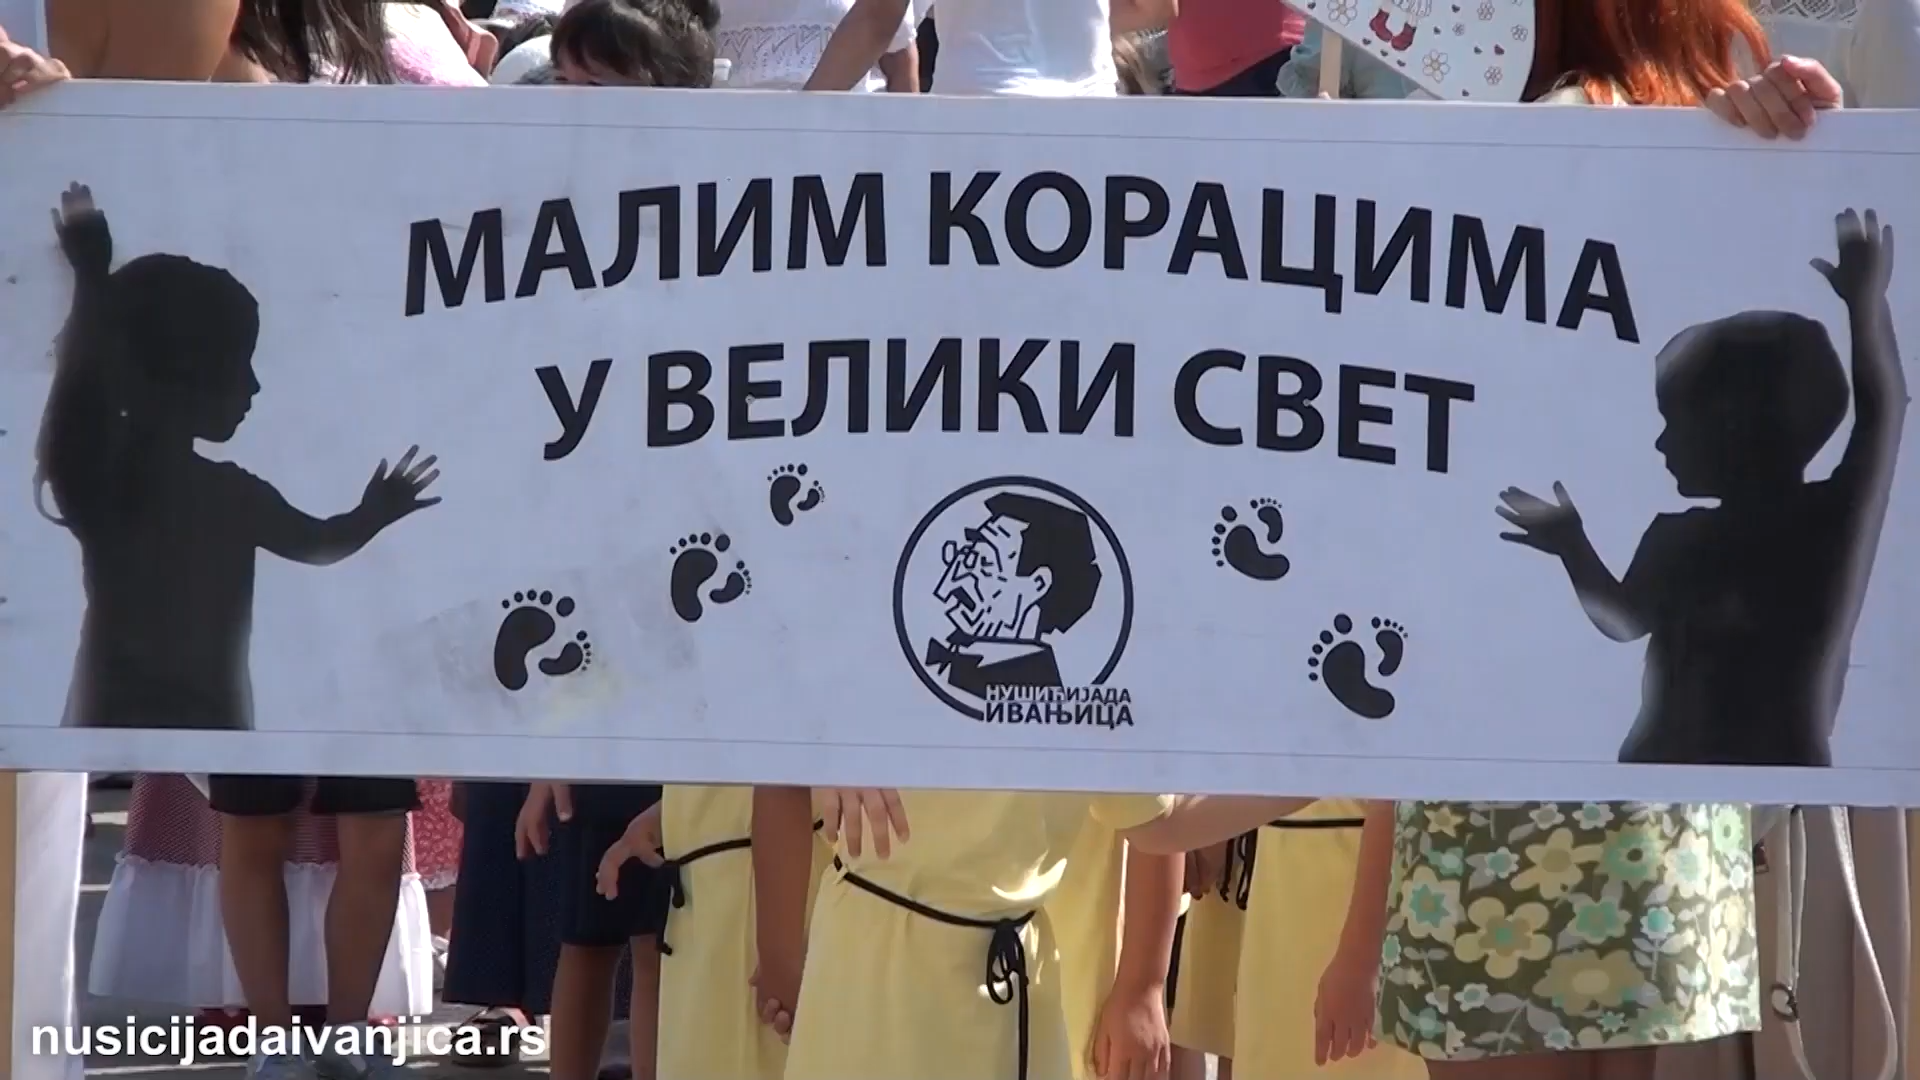 МАЛИМ КОРАЦИМА
У ВЕЛИКИ СВЕТ
НУШИЋИЈАДА
ИВАЊИЦА
nusicijadaivanjica.rs